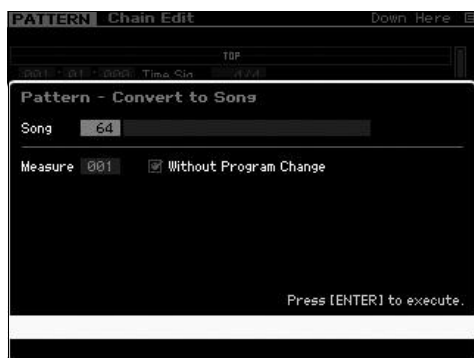 PATTERN Chain Edit Down Here
TOP
001:01:000 Time Sig 4/4
Pattern - Convert to Song
Song 64
Measure 001 Without Program Change
Press [ENTER] to execute.